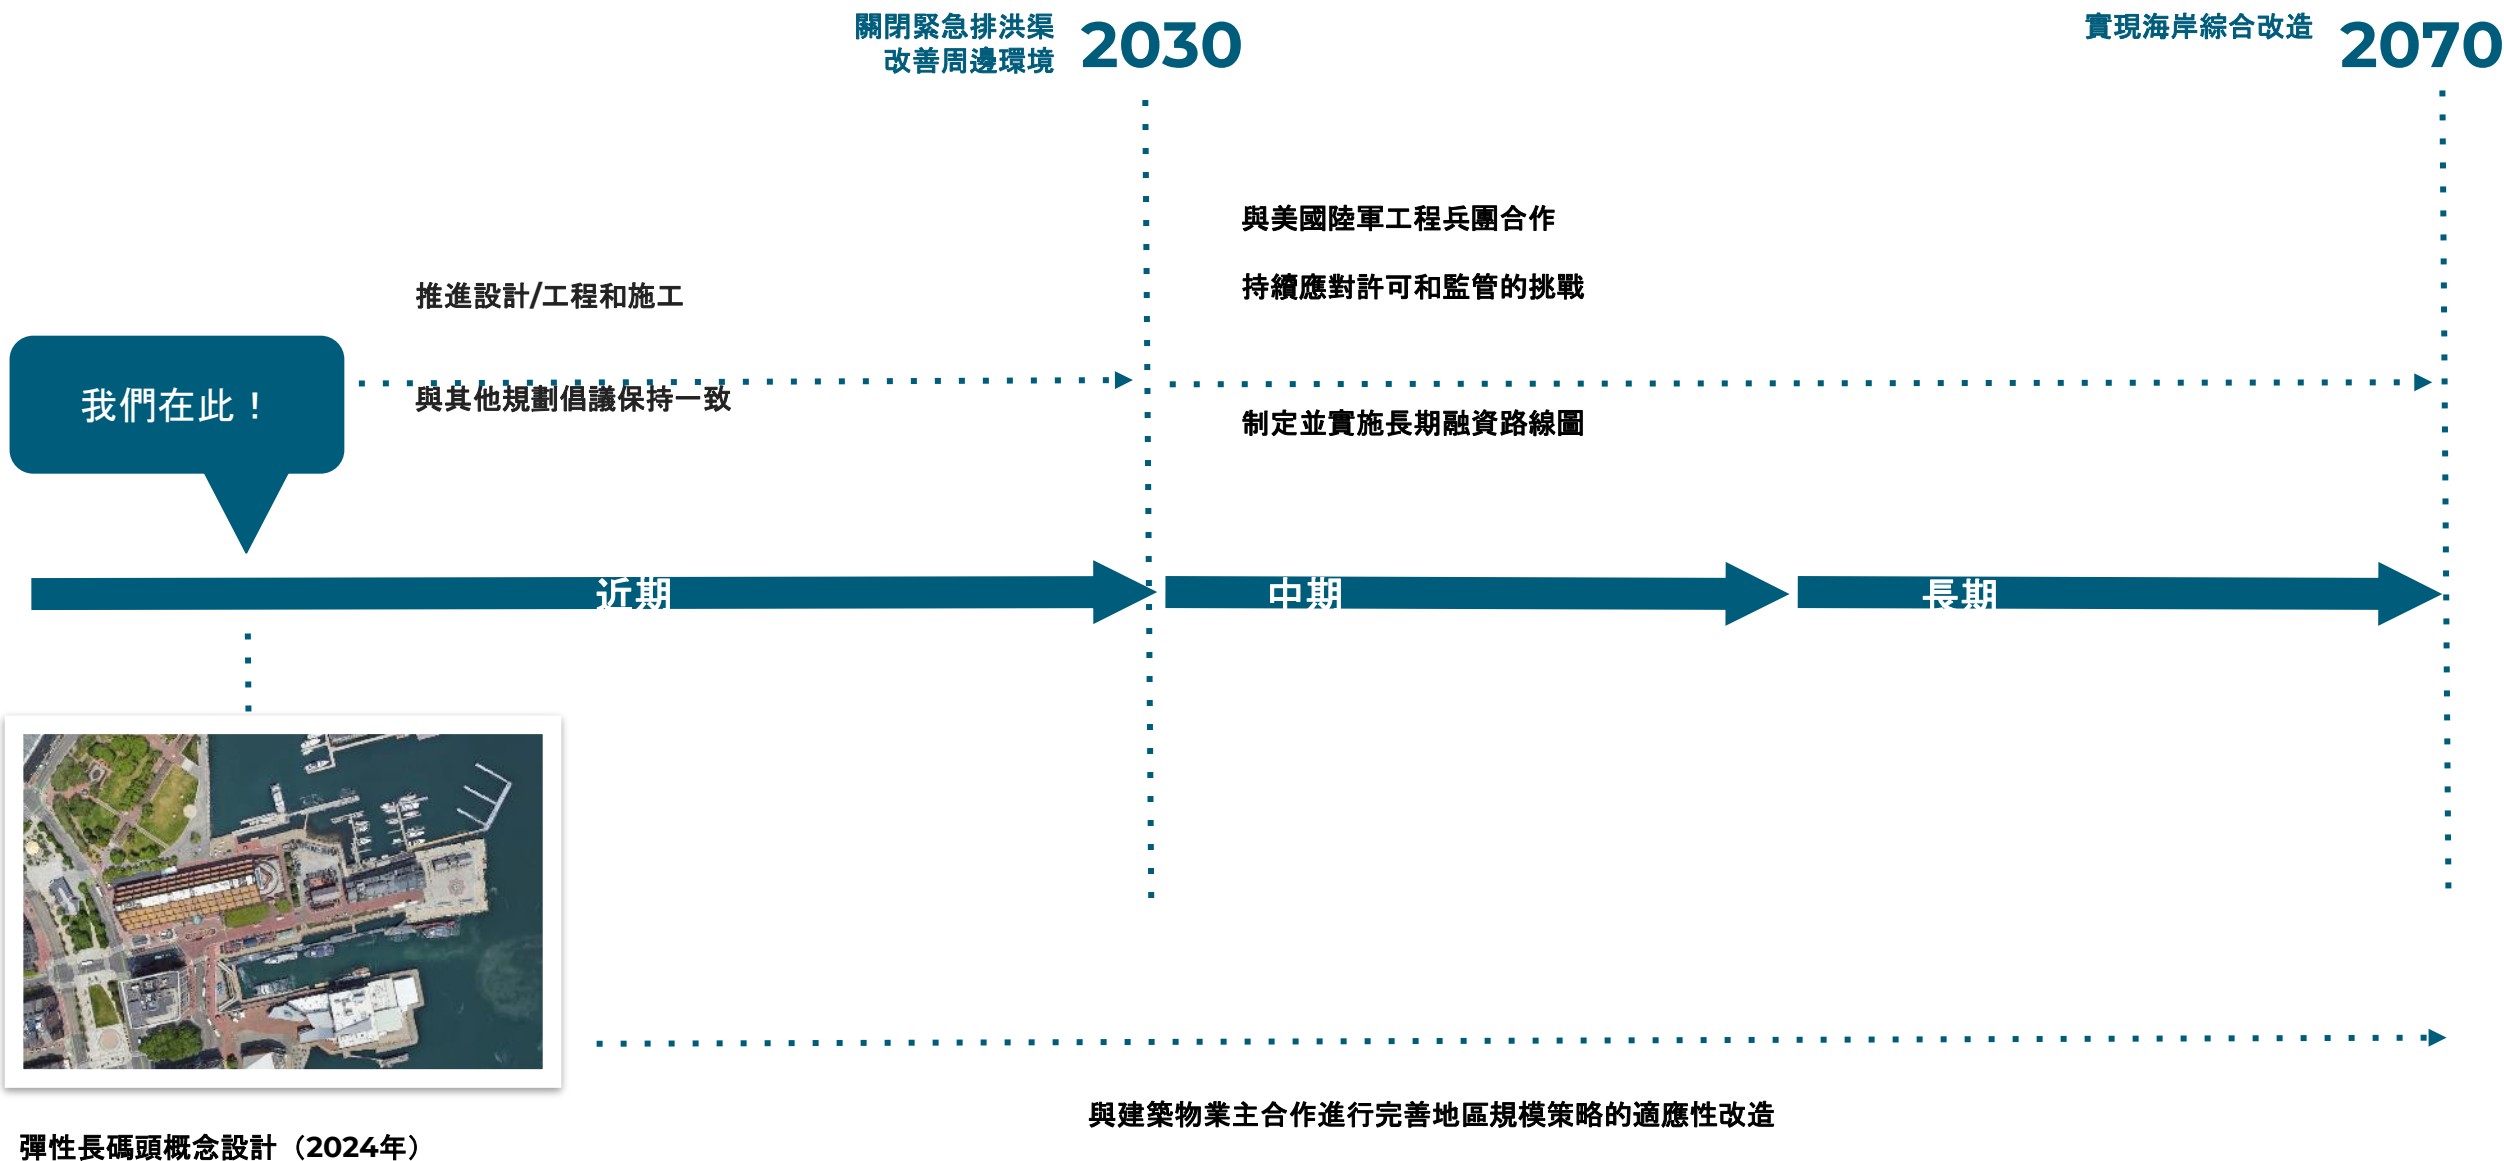 關閉緊急排洪渠
改善周邊環境
2030
實現海岸綜合改造
2070
與美國陸軍工程兵團合作
持續應對許可和監管的挑戰
推進設計/工程和施工
與其他規劃倡議保持一致
我們在此！
制定並實施長期融資路線圖
近期
中期
長期
與建築物業主合作進行完善地區規模策略的適應性改造
彈性長碼頭概念設計（2024年）